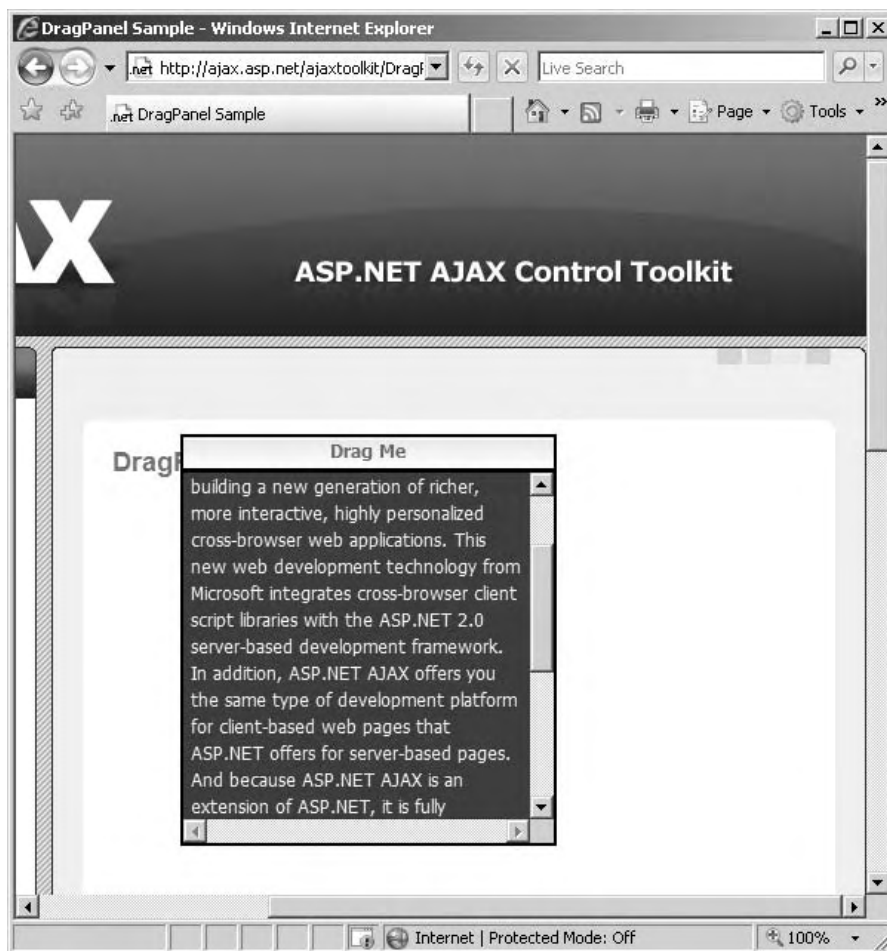 DragPanel Sample - Windows Internet Explorer
.net http://ajax.asp.net/ajaxtoolkit/Drag
Live Search
.net DragPanel Sample
Page
Tools
»
AX
ASP.NET AJAX Control Toolkit
Drag
Drag Me
building a new generation of richer,
more interactive, highly personalized
cross-browser web applications. This
new web development technology from
Microsoft integrates cross-browser client
script libraries with the ASP.NET 2.0
server-based development framework.
In addition, ASP.NET AJAX offers you
the same type of development platform
for client-based web pages that
ASP.NET offers for server-based pages.
And because ASP.NET AJAX is an
extension of ASP.NET, it is fully
Internet | Protected Mode: Off
100%